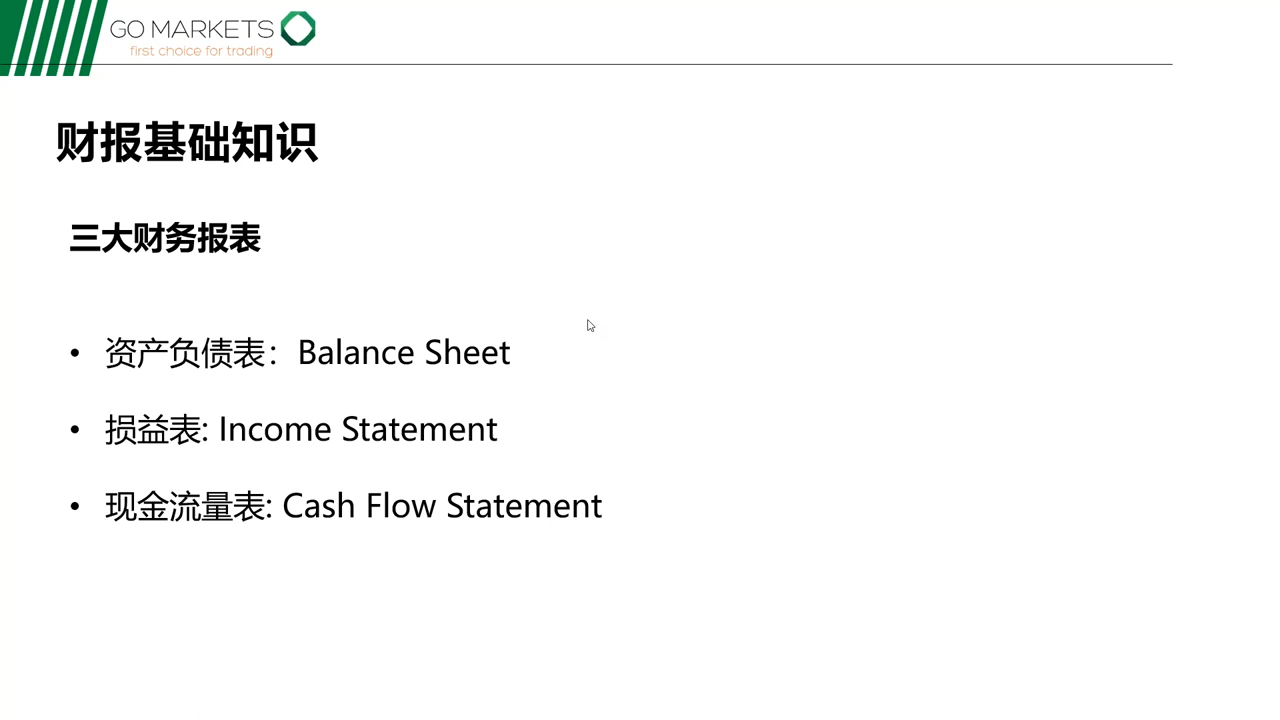 GO MARKETS
first choice for trading
财报基础知识
三大财务报表
• 资产负债表：Balance Sheet
• 损益表: Income Statement
• 现金流量表: Cash Flow Statement